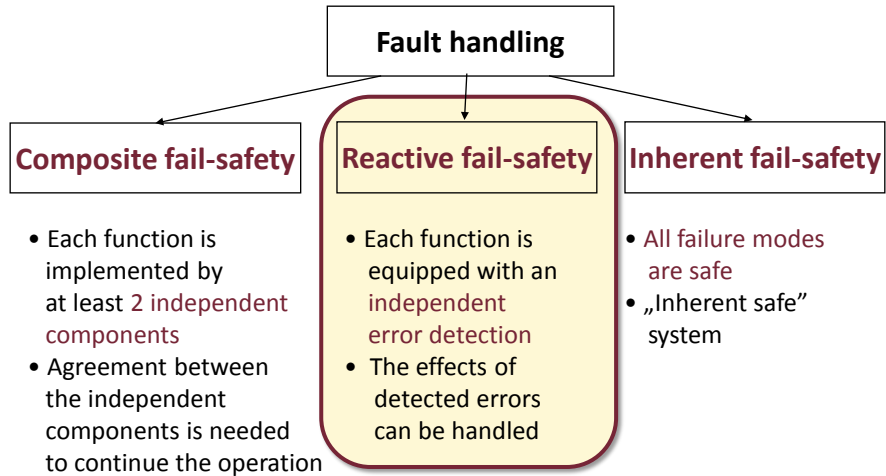 Fault handling
Composite fail-safety
• Each function is
implemented by
at least 2 independent
components
• Agreement between
the independent
components is needed
to continue the operation
Reactive fail-safety
• Each function is
equipped with an
independent
error detection
• The effects of
detected errors
can be handled
Inherent fail-safety
• All failure modes
are safe
• „Inherent safe”
system